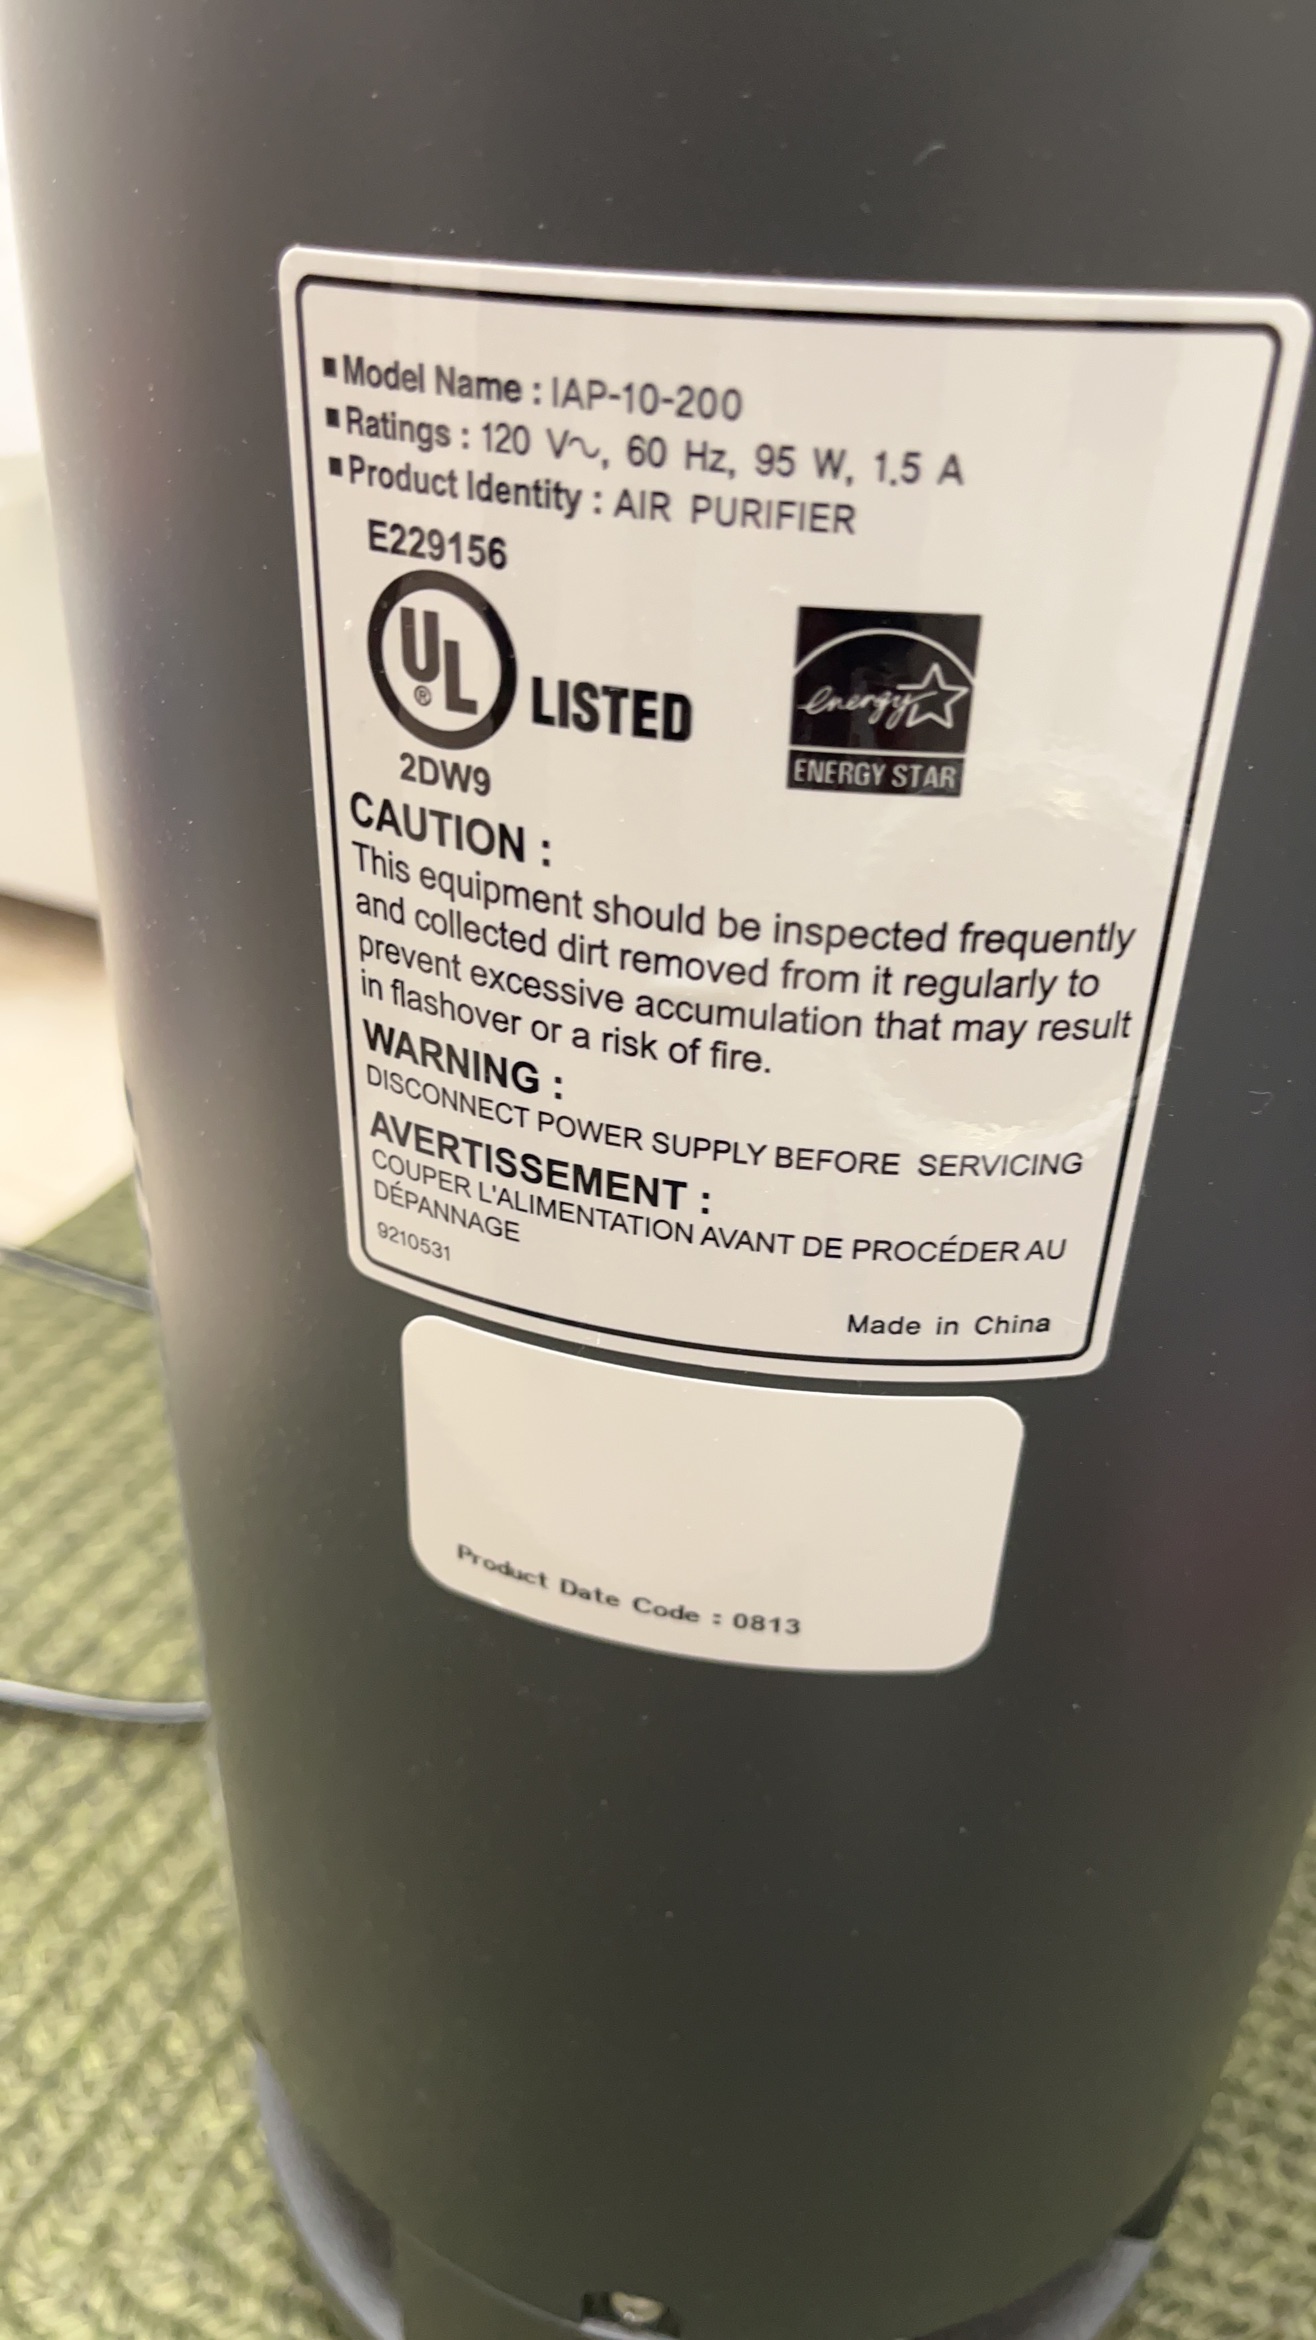 ■ Model Name : IAP-10-200
■ Ratings : 120 V~, 60 Hz, 95 W, 1.5 A
■ Product Identity : AIR PURIFIER
E229156
UL
®
LISTED
2DW9
energy
ENERGY STAR
CAUTION :
This equipment should be inspected frequently
and collected dirt removed from it regularly to
prevent excessive accumulation that may result
in flashover or a risk of fire.
WARNING :
DISCONNECT POWER SUPPLY BEFORE SERVICING
AVERTISSEMENT :
COUPER L'ALIMENTATION AVANT DE PROCÉDER AU
DÉPANNAGE
9210531
Made in China
Product Date Code : 0813